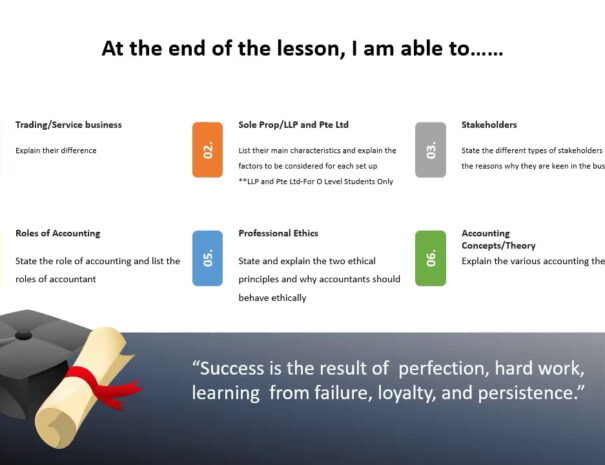 At the end of the lesson, I am able to……
Trading/Service business
Explain their difference
02.
Sole Prop/LLP and Pte Ltd
List their main characteristics and explain the
factors to be considered for each set up
**LLP and Pte Ltd-For O Level Students Only
03.
Stakeholders
State the different types of stakeholders
the reasons why they are keen in the bus
Roles of Accounting
State the role of accounting and list the
roles of accountant
05.
Professional Ethics
State and explain the two ethical
principles and why accountants should
behave ethically
06.
Accounting
Concepts/Theory
Explain the various accounting the
“Success is the result of perfection, hard work,
learning from failure, loyalty, and persistence.”